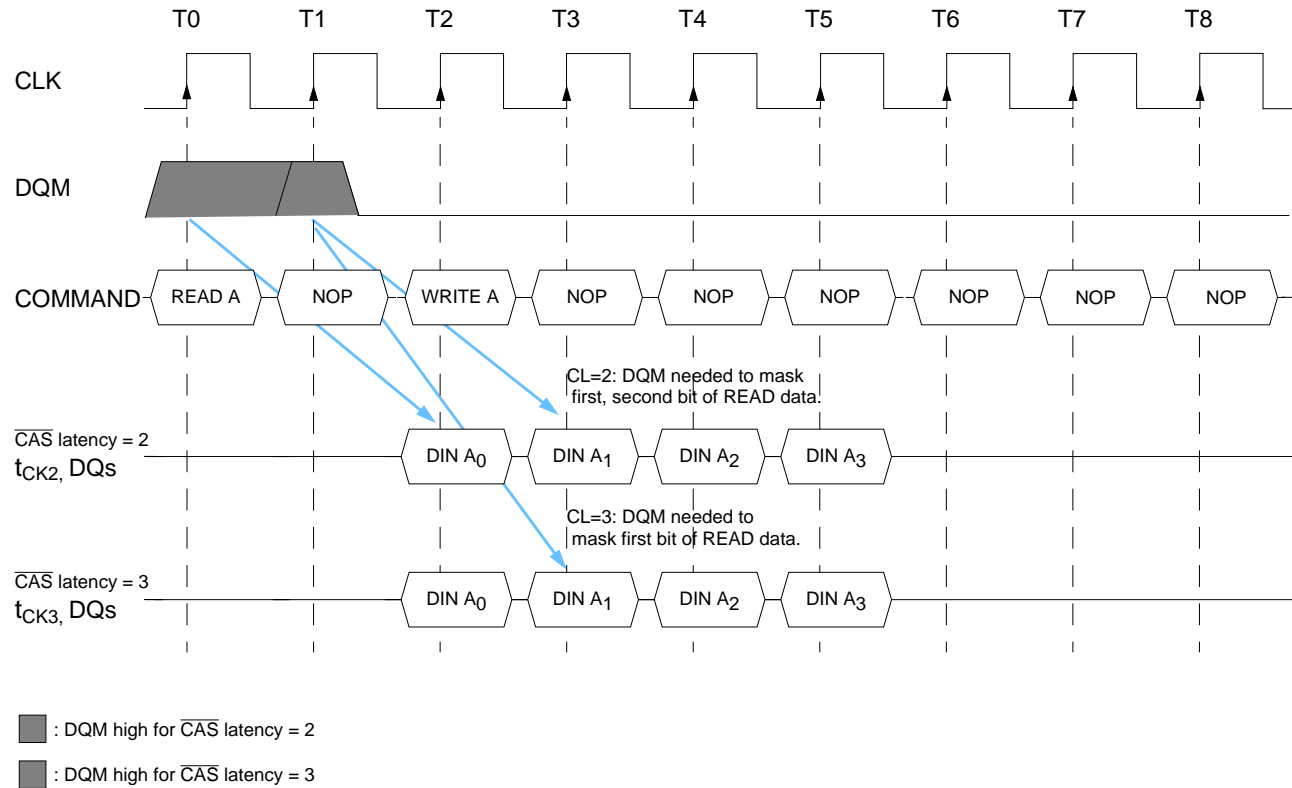 T0 T1 T2 T3 T4 T5 T6 T7 T8
CLK
DQM
COMMAND READ A NOP WRITE A NOP NOP NOP NOP NOP NOP
CL=2: DQM needed to mask
first, second bit of READ data.
CAS latency = 2
tCK2, DQs DIN A0 DIN A1 DIN A2 DIN A3
CL=3: DQM needed to
mask first bit of READ data.
CAS latency = 3
tCK3, DQs DIN A0 DIN A1 DIN A2 DIN A3
: DQM high for CAS latency = 2
: DQM high for CAS latency = 3